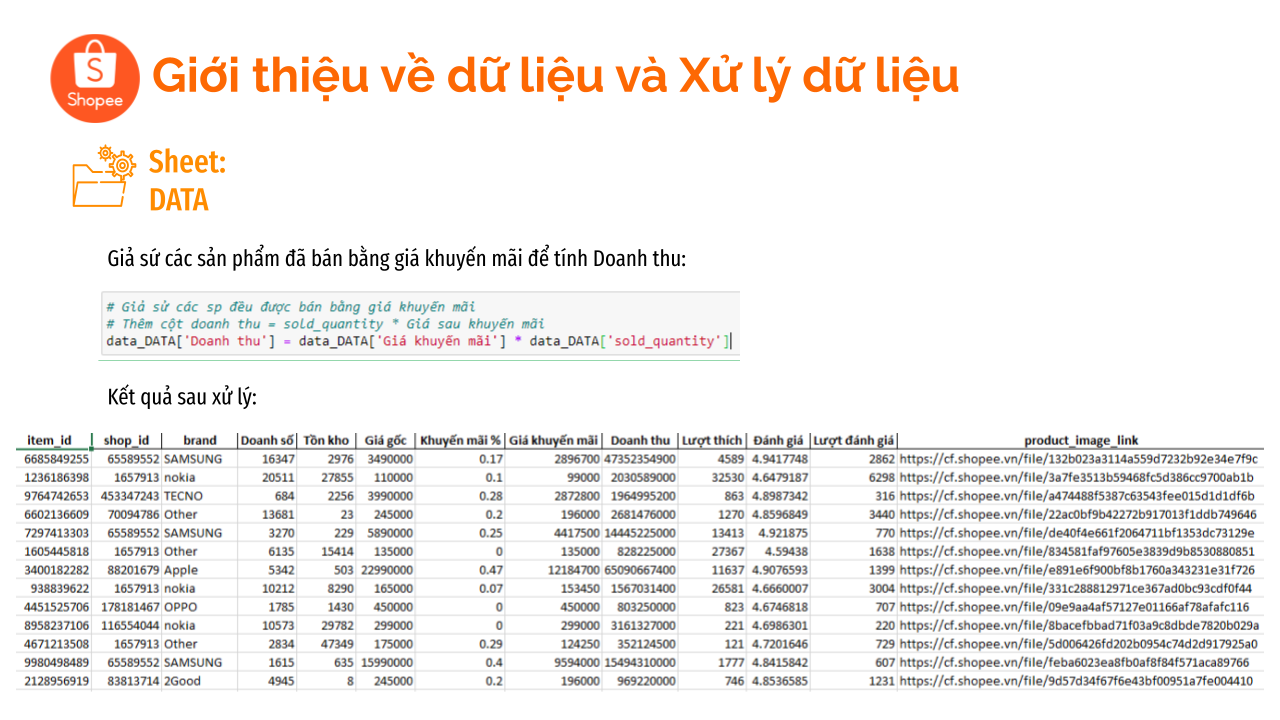 S
Shopee
Giới thiệu về dữ liệu và Xử lý dữ liệu
Sheet:
DATA
Giả sứ các sản phẩm đã bán bằng giá khuyến mãi để tính Doanh thu:
# Giả sử các sp đều được bán bằng giá khuyến mãi
# Thêm cột doanh thu = sold_quantity * Giá sau khuyến mãi
data_DATA['Doanh thu'] = data_DATA['Giá khuyến mãi'] * data_DATA['sold_quantity']
Kết quả sau xử lý:
item_id shop_id brand Doanh số Tồn kho Giá gốc Khuyến mãi % Giá khuyến mãi Doanh thu Lượt thích Đánh giá Lượt đánh giá product_image_link
6685849255 65589552 SAMSUNG 16347 2976 3490000 0.17 2896700 47352354900 4589 4.9417748 2862 https://cf.shopee.vn/file/132b023a3114a559d7232b92e34e7f9c
1236186398 1657913 nokia 20511 27855 110000 0.1 99000 2030589000 32530 4.6479187 6298 https://cf.shopee.vn/file/3a7fe3513b59468fc5d386cc9700ab1b
9764742653 453347243 TECNO 684 2256 3990000 0.28 2872800 1964995200 863 4.8987342 316 https://cf.shopee.vn/file/a474488f5387c63543fee015d1d1df6b
6602136609 70094786 Other 13681 23 245000 0.2 196000 2681476000 1270 4.8596849 3440 https://cf.shopee.vn/file/22ac0bf9b42272b917013f1ddb749646
7297413303 65589552 SAMSUNG 3270 229 5890000 0.25 4417500 14445225000 13413 4.921875 770 https://cf.shopee.vn/file/de40f4e661f2064711bf1353dc73129e
1605445818 1657913 Other 6135 15414 135000 0 135000 828225000 27367 4.59438 1638 https://cf.shopee.vn/file/834581faf97605e3839d9b8530880851
3400182282 88201679 Apple 5342 503 22990000 0.47 12184700 65090667400 11637 4.9076593 1399 https://cf.shopee.vn/file/e891e6f900bf8b1760a343231e31f726
938839622 1657913 nokia 10212 8290 165000 0.07 153450 1567031400 26581 4.6660007 3004 https://cf.shopee.vn/file/331c288812971ce367ad0bc93cdf0f44
4451525706 178181467 OPPO 1785 1430 450000 0 450000 803250000 823 4.6746818 707 https://cf.shopee.vn/file/09e9aa4af57127e01166af78afafc116
8958237106 116554044 nokia 10573 29782 299000 0 299000 3161327000 221 4.6986301 220 https://cf.shopee.vn/file/8bacefbbad71f03a9c8dbde7820b029a
4671213508 1657913 Other 2834 47349 175000 0.29 124250 352124500 121 4.7201646 729 https://cf.shopee.vn/file/5d006426fd202b0954c74d2d917925a0
9980498489 65589552 SAMSUNG 1615 635 15990000 0.4 9594000 15494310000 1777 4.8415842 607 https://cf.shopee.vn/file/feba6023ea8fb0af8f84f571aca89766
2128956919 83813714 2Good 4945 8 245000 0.2 196000 969220000 746 4.8536585 1231 https://cf.shopee.vn/file/9d57d34f67f6e43bf00951a7fe004410